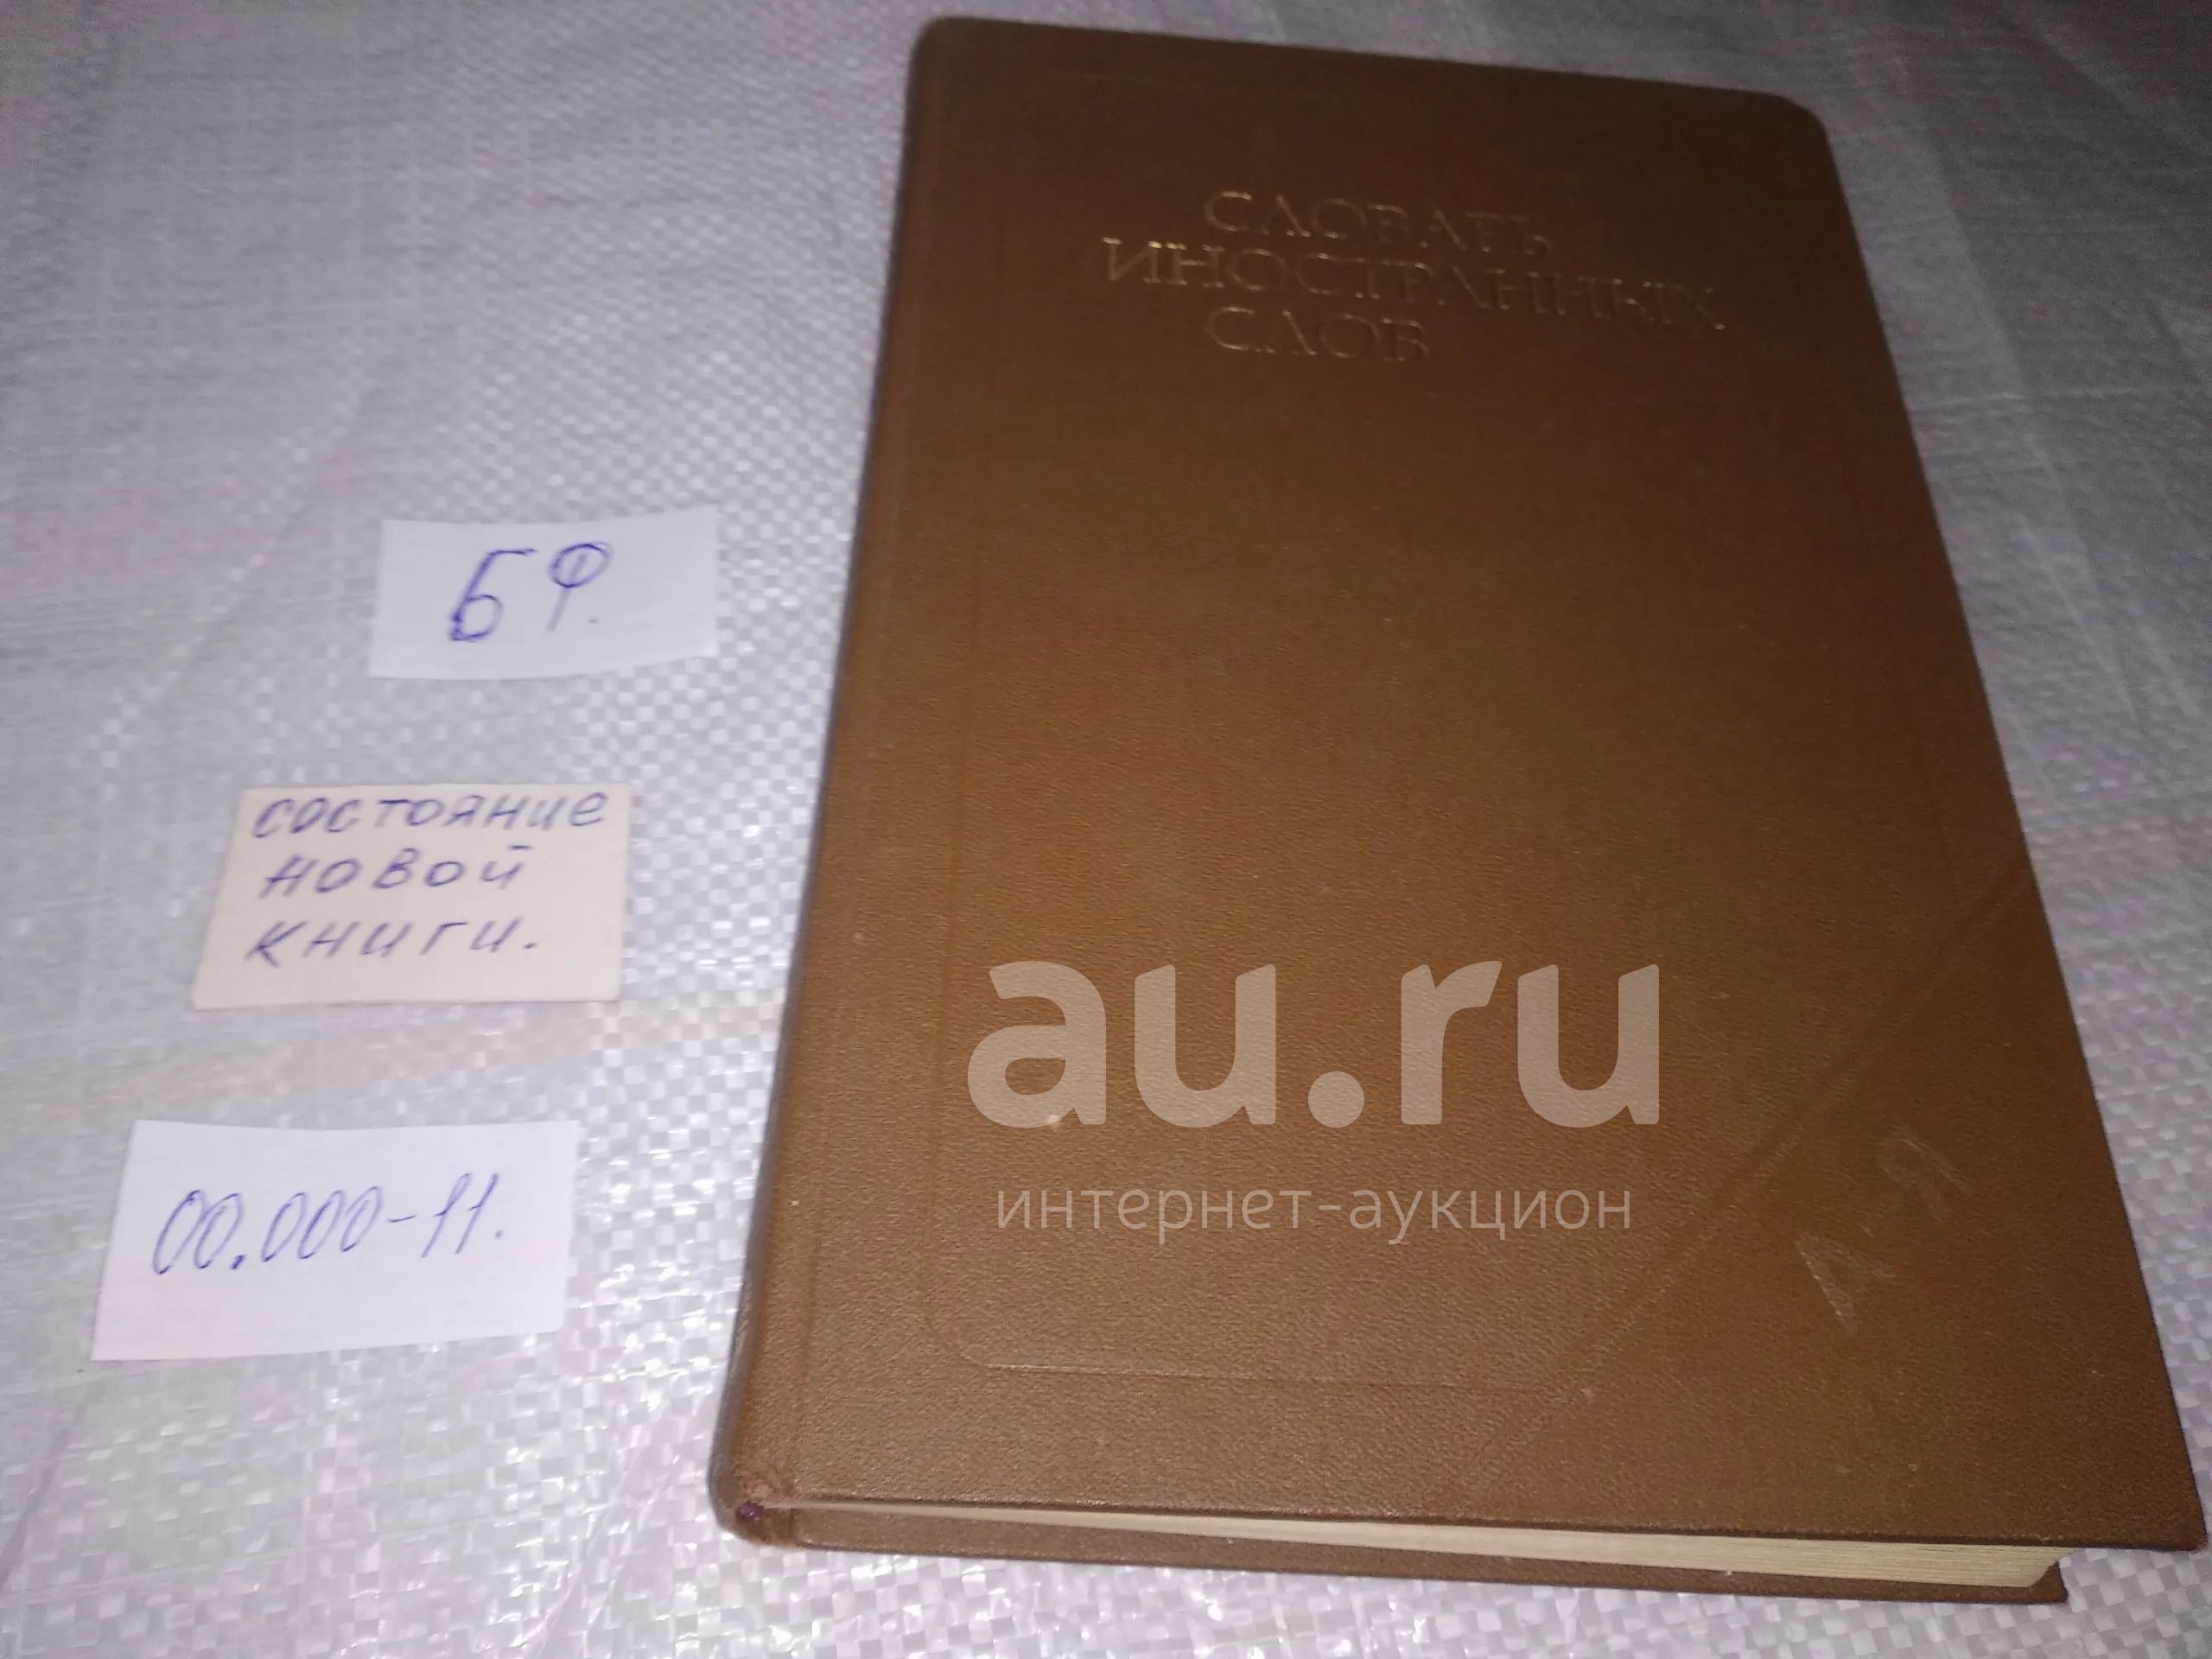 СЛОВАРЬ
ИНОСТРАННЫХ
СЛОВ
БФ.
состояние
новой
книги.
au.ru
интернет-аукцион
А-Я
00.000-11.